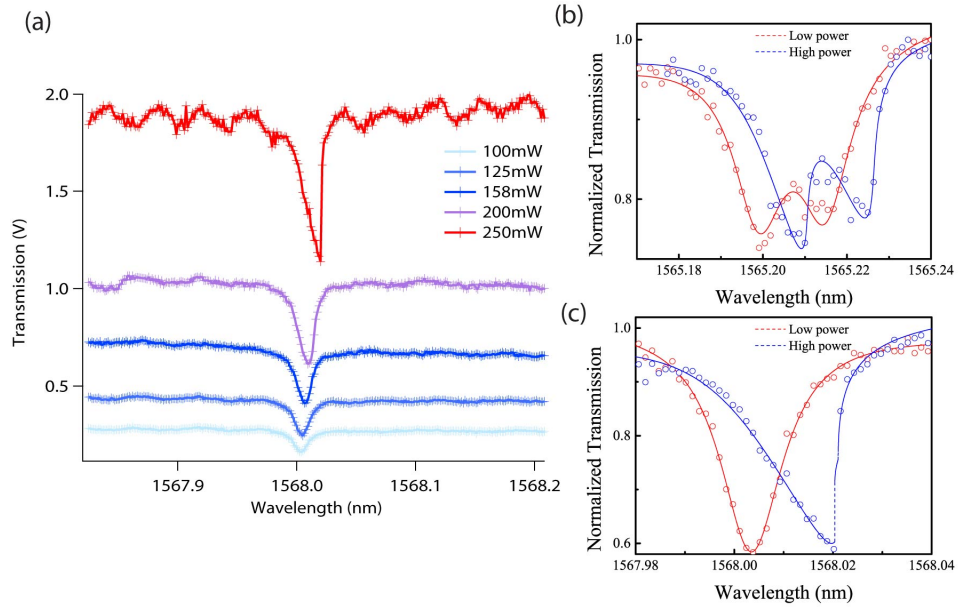 (a)
2.0
1.5
1.0
0.5
Transmission (V)
100mW
125mW
158mW
200mW
250mW
1567.9
1568.0
1568.1
1568.2
Wavelength (nm)
(b)
Low power
High power
1.0
0.8
Normalized Transmission
1565.18
1565.20
1565.22
1565.24
Wavelength (nm)
(c)
Low power
High power
1.0
0.8
0.6
Normalized Transmission
1567.98
1568.00
1568.02
1568.04
Wavelength (nm)